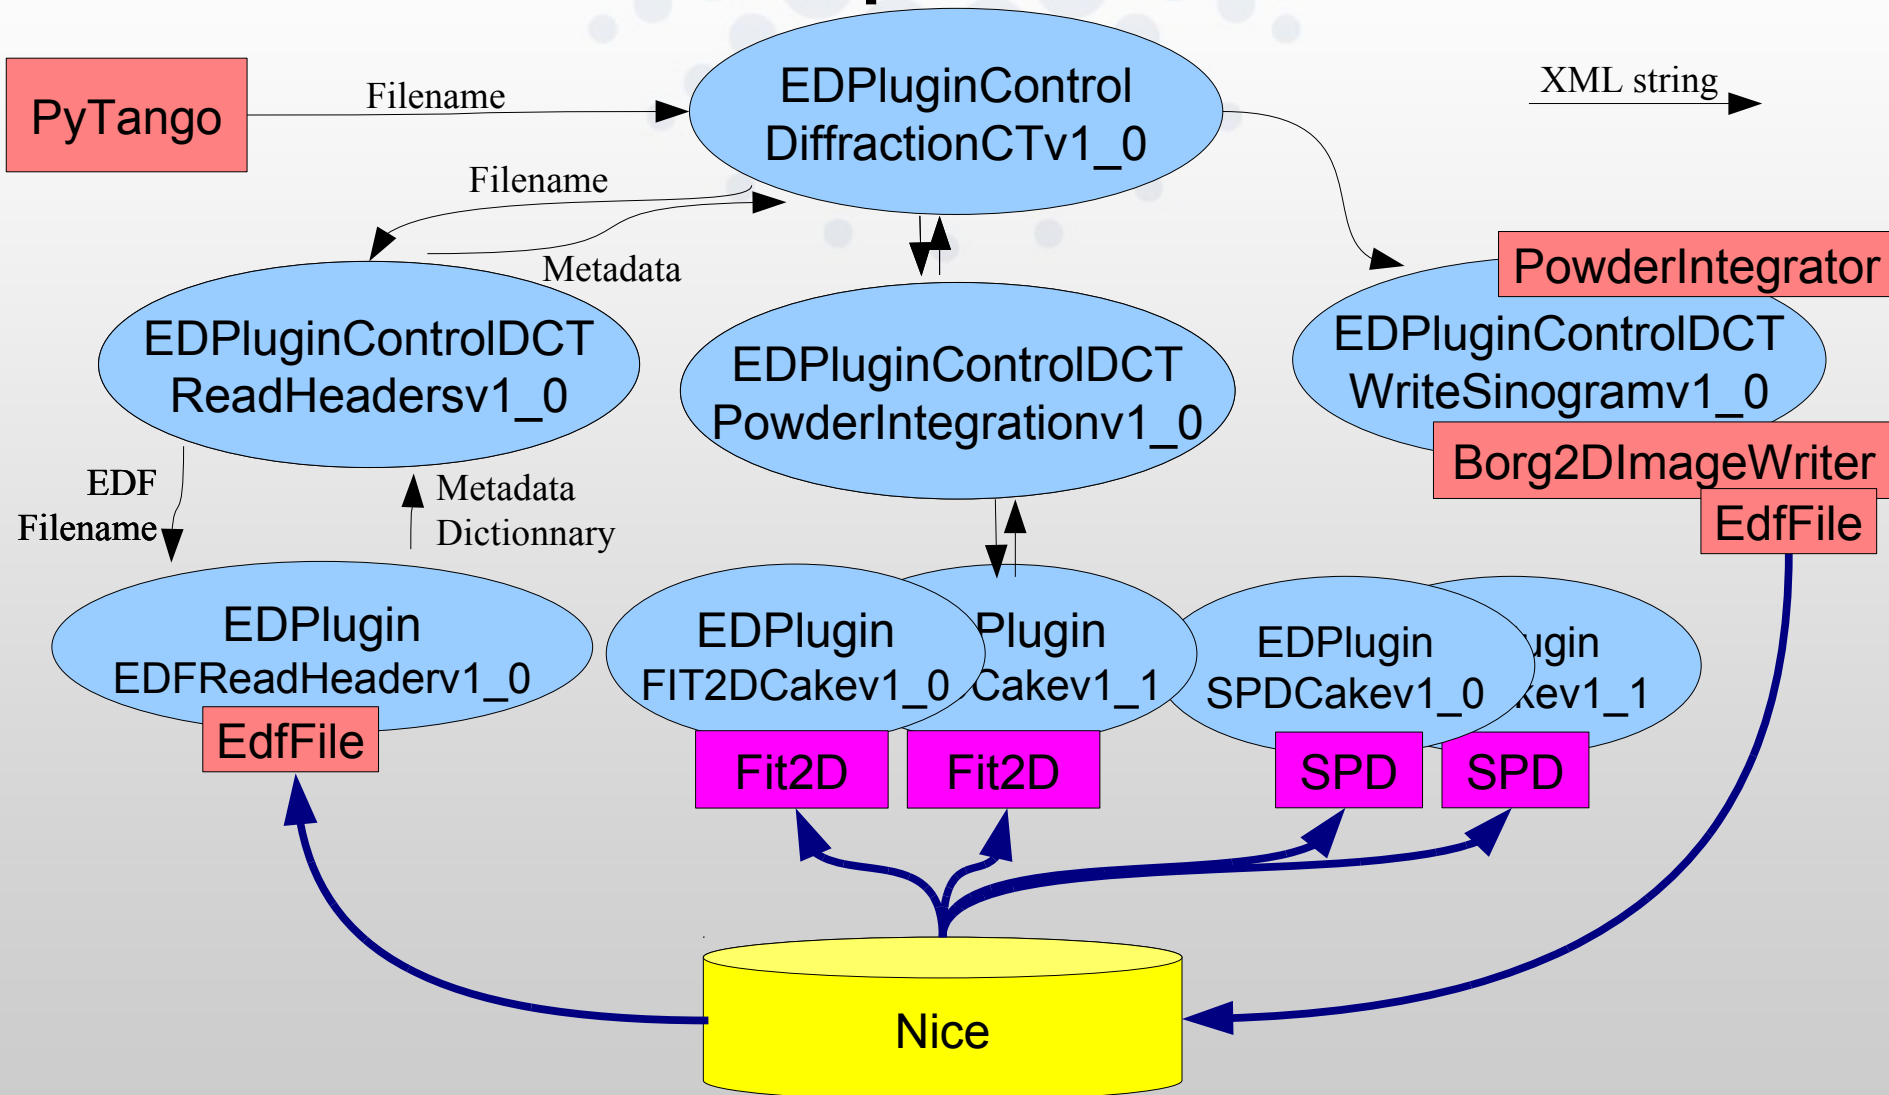 EDPluginControl
DiffractionCTv1_0
PyTango
Filename
XML string
Filename
Metadata
PowderIntegrator
EDPluginControlDCT
ReadHeadersv1_0
EDPluginControlDCT
PowderIntegrationv1_0
EDPluginControlDCT
WriteSinogramv1_0
Borg2DImageWriter
EdfFile
EDF
Filename
Metadata
Dictionnary
EDPlugin
EDFReadHeaderv1_0
EdfFile
EDPlugin
FIT2DCakev1_0
Plugin
Cakev1_1
EDPlugin
SPDCakev1_0
ugin
kev1_1
Fit2D
Fit2D
SPD
SPD
Nice